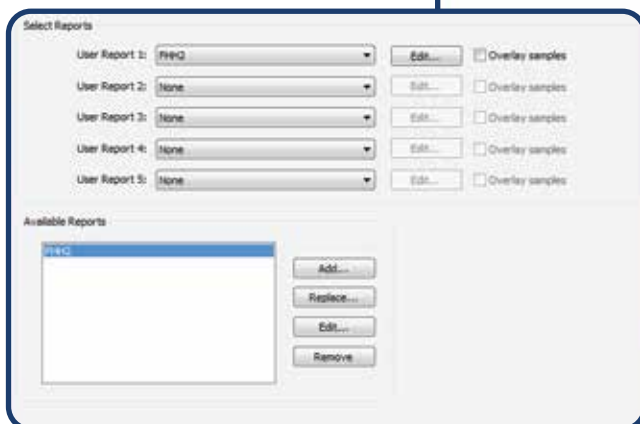 Select Reports
User Report 1: FHH2 Edit... Overlay samples
User Report 2: None Edit... Overlay samples
User Report 3: None Edit... Overlay samples
User Report 4: None Edit... Overlay samples
User Report 5: None Edit... Overlay samples
Available Reports
FHH2
Add...
Replace...
Edit...
Remove